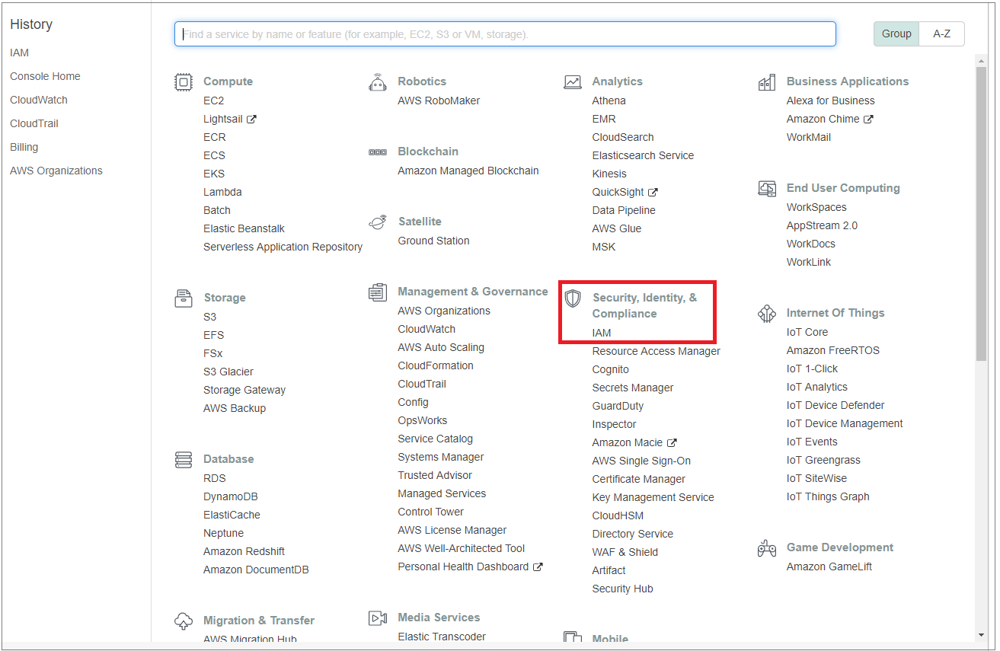 History
IAM
Console Home
CloudWatch
CloudTrail
Billing
AWS Organizations
Find a service by name or feature (for example, EC2, S3 or VM, storage).
Group
A-Z
Compute
EC2
Lightsail
ECR
ECS
EKS
Lambda
Batch
Elastic Beanstalk
Serverless Application Repository
Storage
S3
EFS
FSx
S3 Glacier
Storage Gateway
AWS Backup
Database
RDS
DynamoDB
ElastiCache
Neptune
Amazon Redshift
Amazon DocumentDB
Migration & Transfer
AWS Migration Hub
Robotics
AWS RoboMaker
Blockchain
Amazon Managed Blockchain
Satellite
Ground Station
Management & Governance
AWS Organizations
CloudWatch
AWS Auto Scaling
CloudFormation
CloudTrail
Config
OpsWorks
Service Catalog
Systems Manager
Trusted Advisor
Managed Services
Control Tower
AWS License Manager
AWS Well-Architected Tool
Personal Health Dashboard
Media Services
Elastic Transcoder
Analytics
Athena
EMR
CloudSearch
Elasticsearch Service
Kinesis
QuickSight
Data Pipeline
AWS Glue
MSK
Security, Identity, &
Compliance
IAM
Resource Access Manager
Cognito
Secrets Manager
GuardDuty
Inspector
Amazon Macie
AWS Single Sign-On
Certificate Manager
Key Management Service
CloudHSM
Directory Service
WAF & Shield
Artifact
Security Hub
Mobile
Business Applications
Alexa for Business
Amazon Chime
WorkMail
End User Computing
WorkSpaces
AppStream 2.0
WorkDocs
WorkLink
Internet Of Things
IoT Core
Amazon FreeRTOS
IoT 1-Click
IoT Analytics
IoT Device Defender
IoT Device Management
IoT Events
IoT Greengrass
IoT SiteWise
IoT Things Graph
Game Development
Amazon GameLift